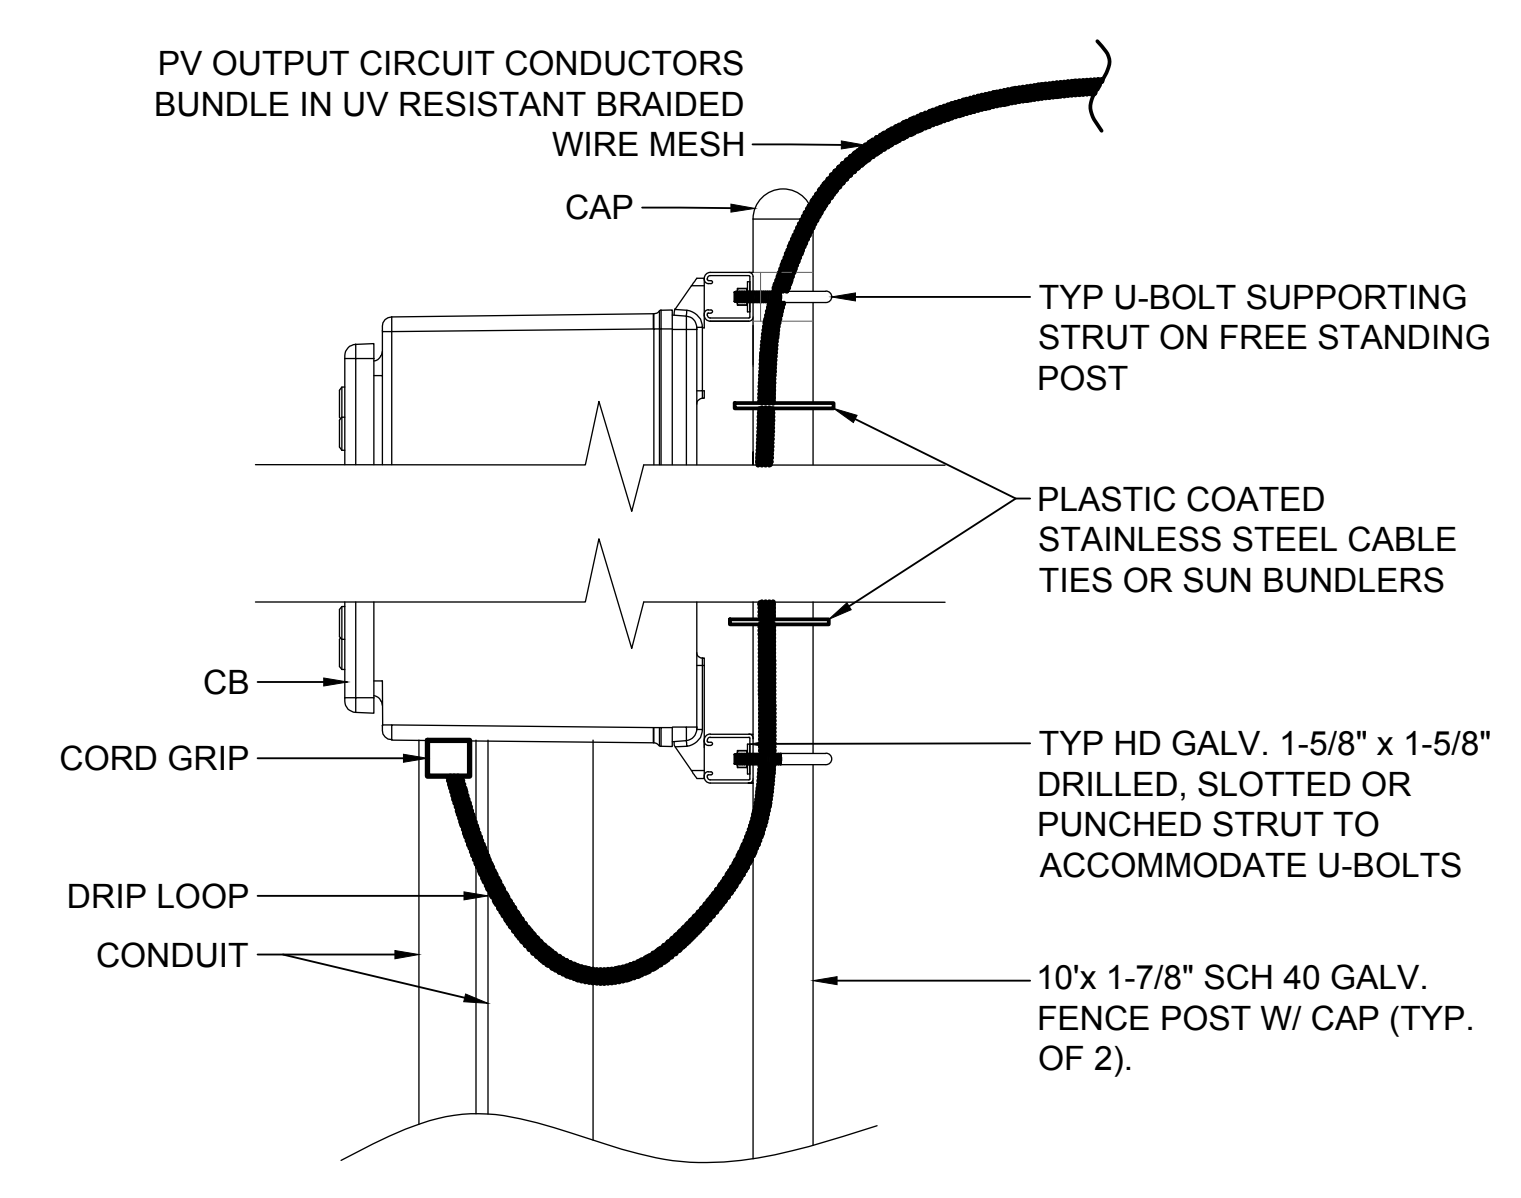 PV OUTPUT CIRCUIT CONDUCTORS
BUNDLE IN UV RESISTANT BRAIDED
WIRE MESH
CAP
TYP U-BOLT SUPPORTING
STRUT ON FREE STANDING
POST
PLASTIC COATED
STAINLESS STEEL CABLE
TIES OR SUN BUNDLERS
CB
CORD GRIP
TYP HD GALV. 1-5/8" x 1-5/8"
DRILLED, SLOTTED OR
PUNCHED STRUT TO
ACCOMMODATE U-BOLTS
DRIP LOOP
CONDUIT
10'x 1-7/8" SCH 40 GALV.
FENCE POST W/ CAP (TYP.
OF 2).